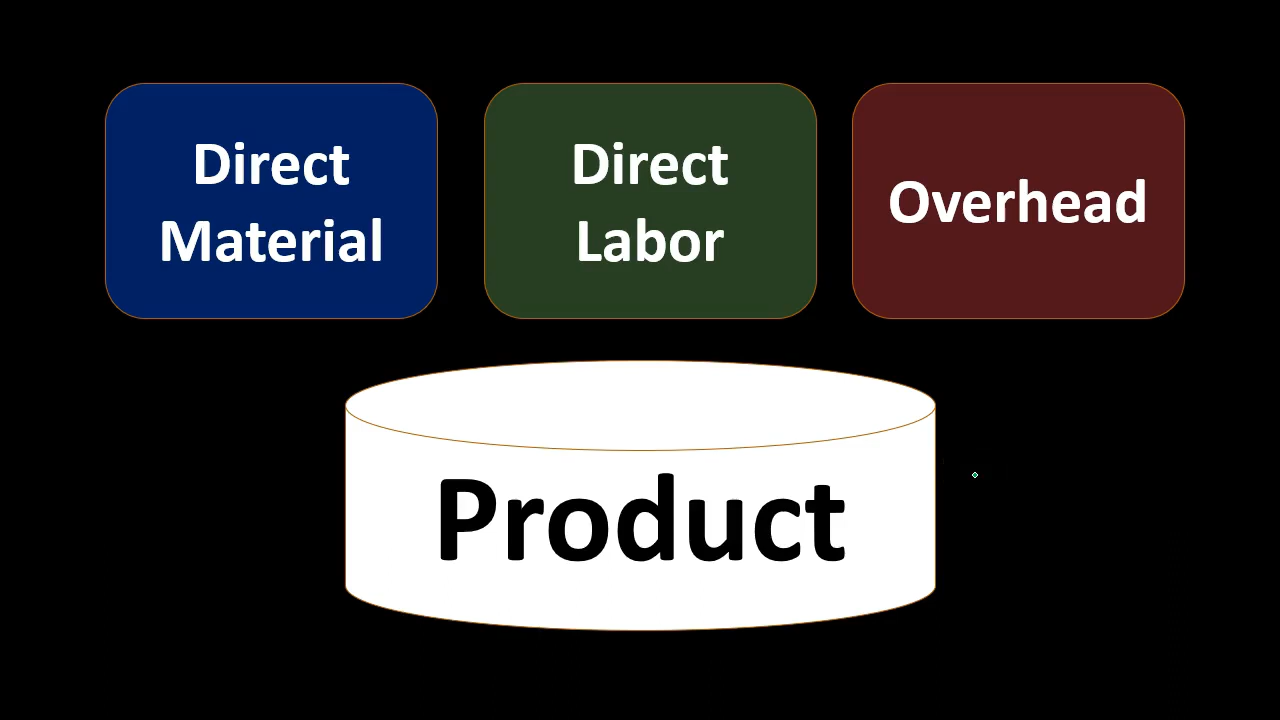 Direct
Material
Direct
Labor
Overhead
Product